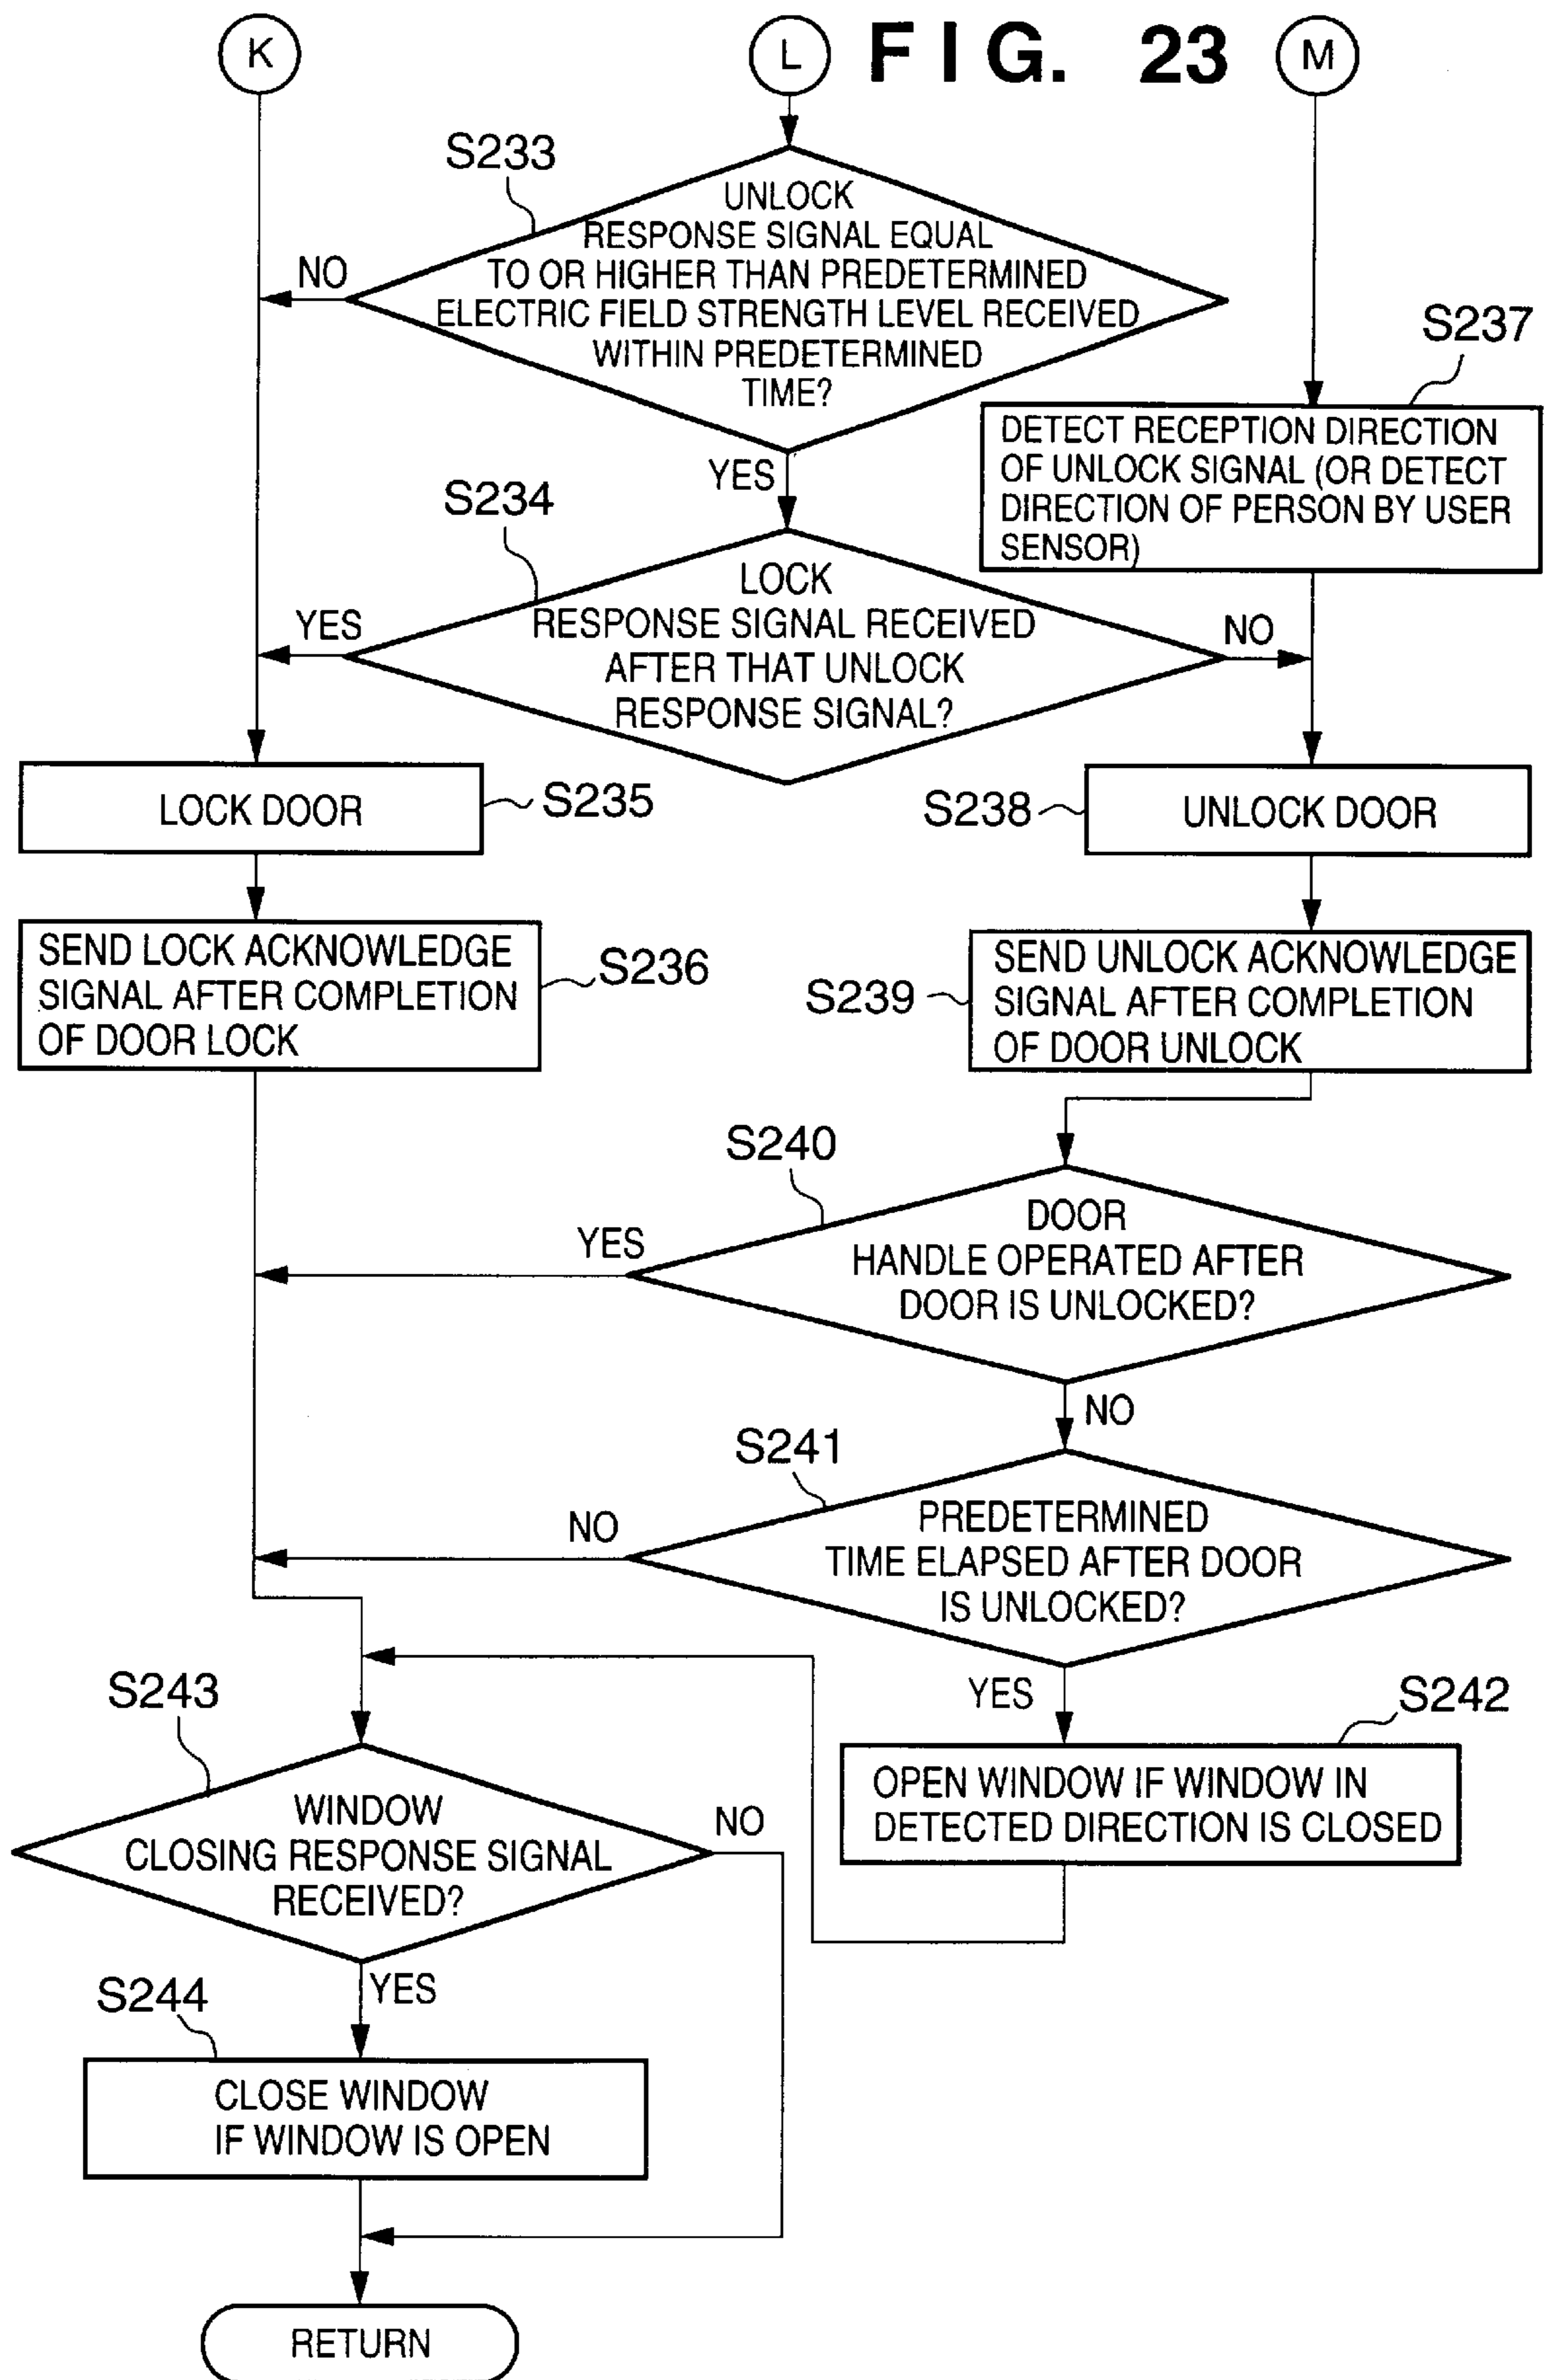 K
L
FIG. 23
M
S233
UNLOCK
RESPONSE SIGNAL EQUAL
TO OR HIGHER THAN PREDETERMINED
ELECTRIC FIELD STRENGTH LEVEL RECEIVED
WITHIN PREDETERMINED
TIME?
NO
YES
S237
DETECT RECEPTION DIRECTION
OF UNLOCK SIGNAL (OR DETECT
DIRECTION OF PERSON BY USER
SENSOR)
S234
LOCK
RESPONSE SIGNAL RECEIVED
AFTER THAT UNLOCK
RESPONSE SIGNAL?
YES
NO
LOCK DOOR
S235
S238
UNLOCK DOOR
SEND LOCK ACKNOWLEDGE
SIGNAL AFTER COMPLETION
OF DOOR LOCK
S236
S239
SEND UNLOCK ACKNOWLEDGE
SIGNAL AFTER COMPLETION
OF DOOR UNLOCK
S240
DOOR
HANDLE OPERATED AFTER
DOOR IS UNLOCKED?
YES
NO
S241
PREDETERMINED
TIME ELAPSED AFTER DOOR
IS UNLOCKED?
NO
YES
S242
OPEN WINDOW IF WINDOW IN
DETECTED DIRECTION IS CLOSED
S243
WINDOW
CLOSING RESPONSE SIGNAL
RECEIVED?
NO
YES
S244
CLOSE WINDOW
IF WINDOW IS OPEN
RETURN